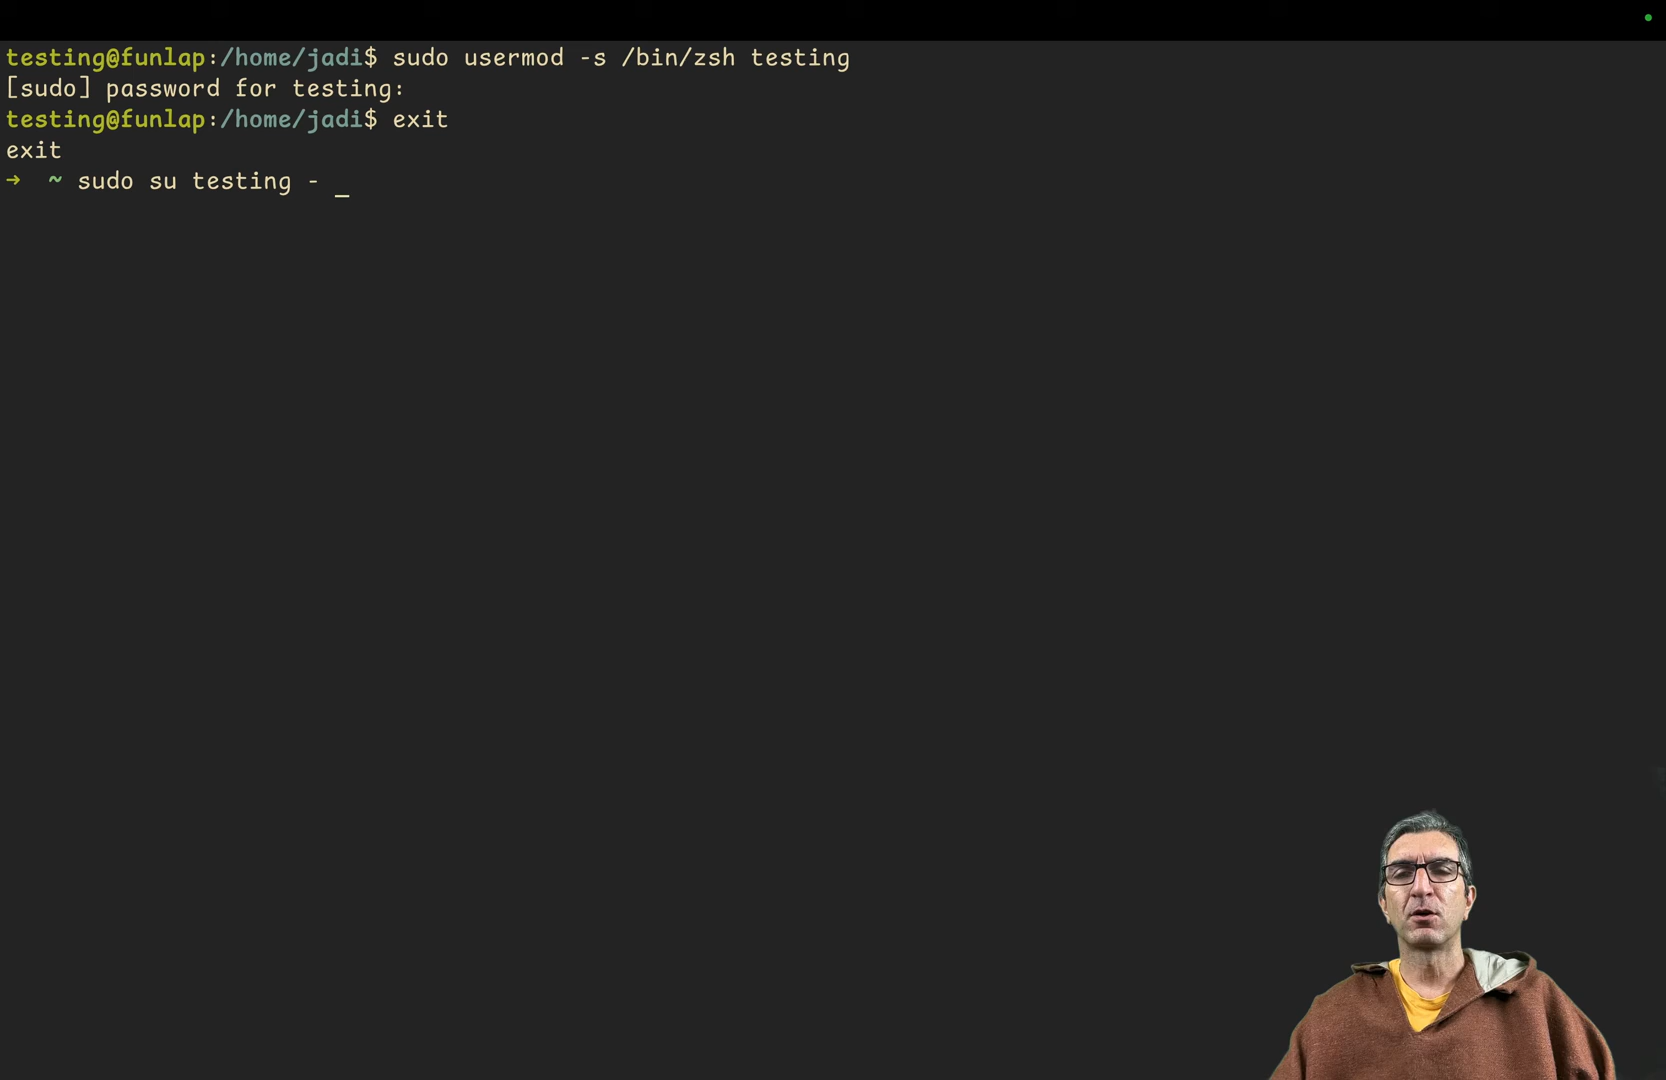 testing@funlap:/home/jadi$ sudo usermod -s /bin/zsh testing
[sudo] password for testing:
testing@funlap:/home/jadi$ exit
exit
→ ~ sudo su testing - _